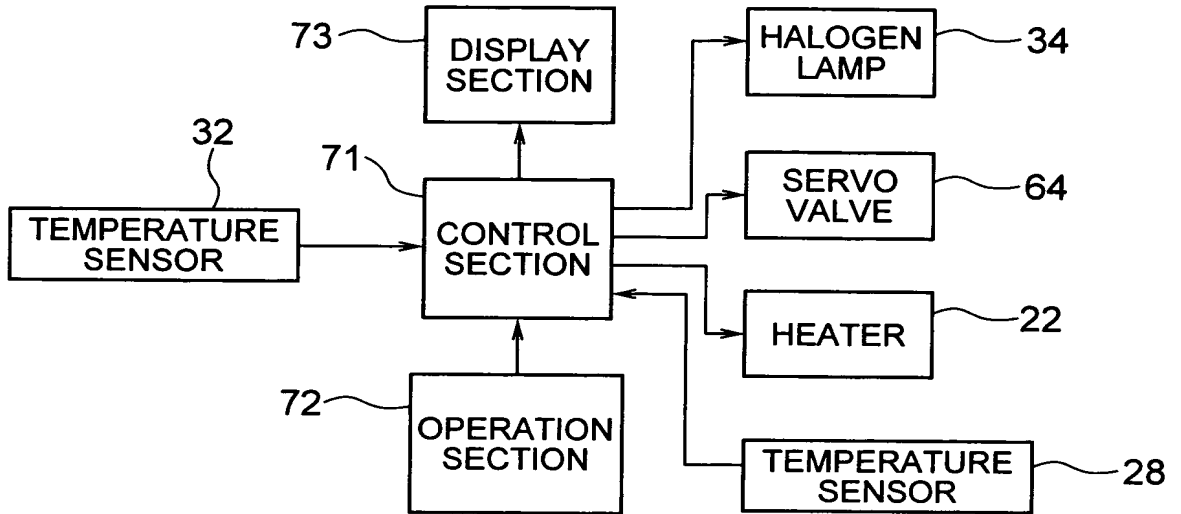 73
DISPLAY
SECTION
HALOGEN
LAMP
34
32
71
SERVO
VALVE
64
TEMPERATURE
SENSOR
CONTROL
SECTION
HEATER
22
72
OPERATION
SECTION
TEMPERATURE
SENSOR
28